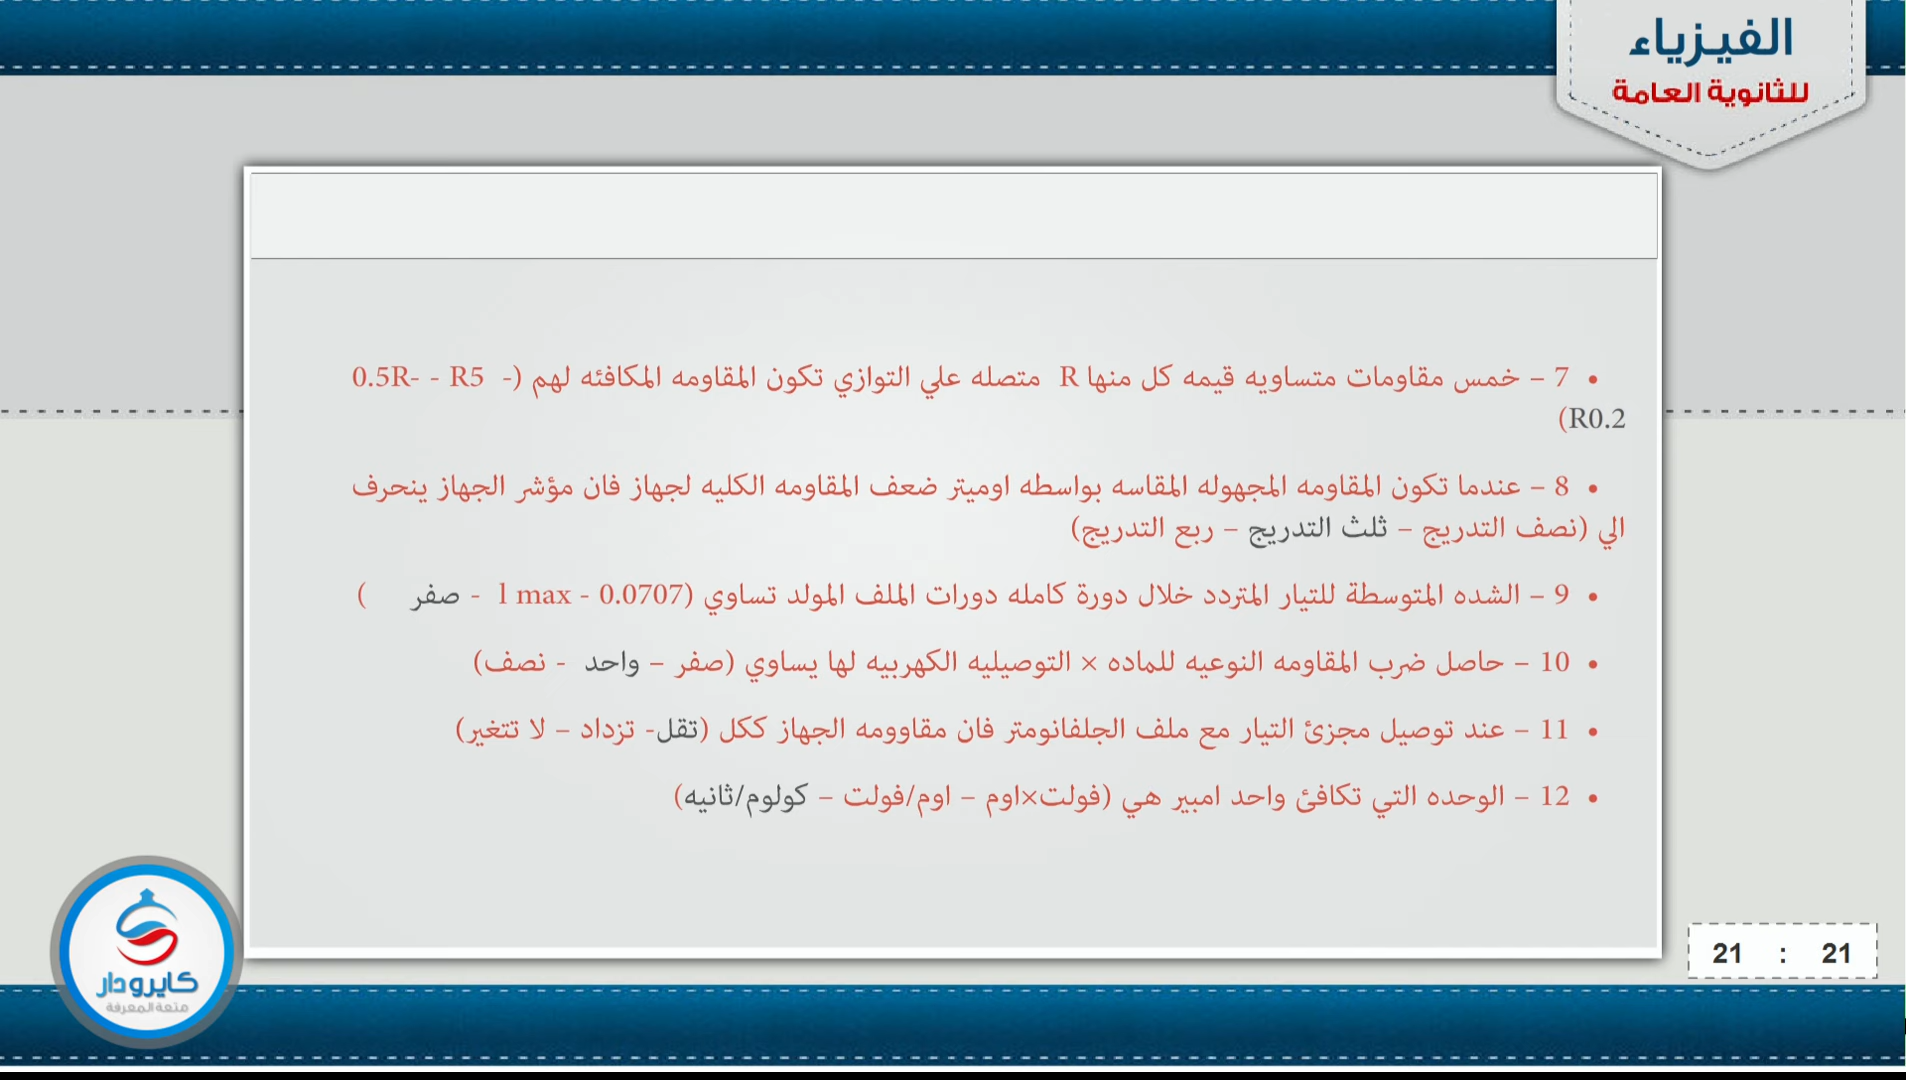 الفيزياء
للثانوية العامة
• 7 – خمس مقاومات متساويه قيمه كل منها R متصله علي التوازي تكون المقاومه المكافئه لهم (- 0.5R- - R5
R0.2)
• 8 – عندما تكون المقاومه المجهوله المقاسه بواسطه اوميتر ضعف المقاومه الكليه لجهاز فان مؤشر الجهاز ينحرف
الي (نصف التدريج – ثلث التدريج – ربع التدريج)
• 9 – الشده المتوسطة للتيار المتردد خلال دورة كامله دورات الملف المولد تساوي (0.0707 - l max - صفر )
• 10 – حاصل ضرب المقاومه النوعيه للماده × التوصيليه الكهربيه لها يساوي (صفر – واحد - نصف)
• 11 – عند توصيل مجزئ التيار مع ملف الجلفانومتر فان مقاوومه الجهاز ككل (تقل- تزداد – لا تتغير)
• 12 – الوحده التي تكافئ واحد امبير هي (فولت×اوم – اوم/فولت – كولوم/ثانيه)
21 : 21
كايرودار
متعة المعرفة